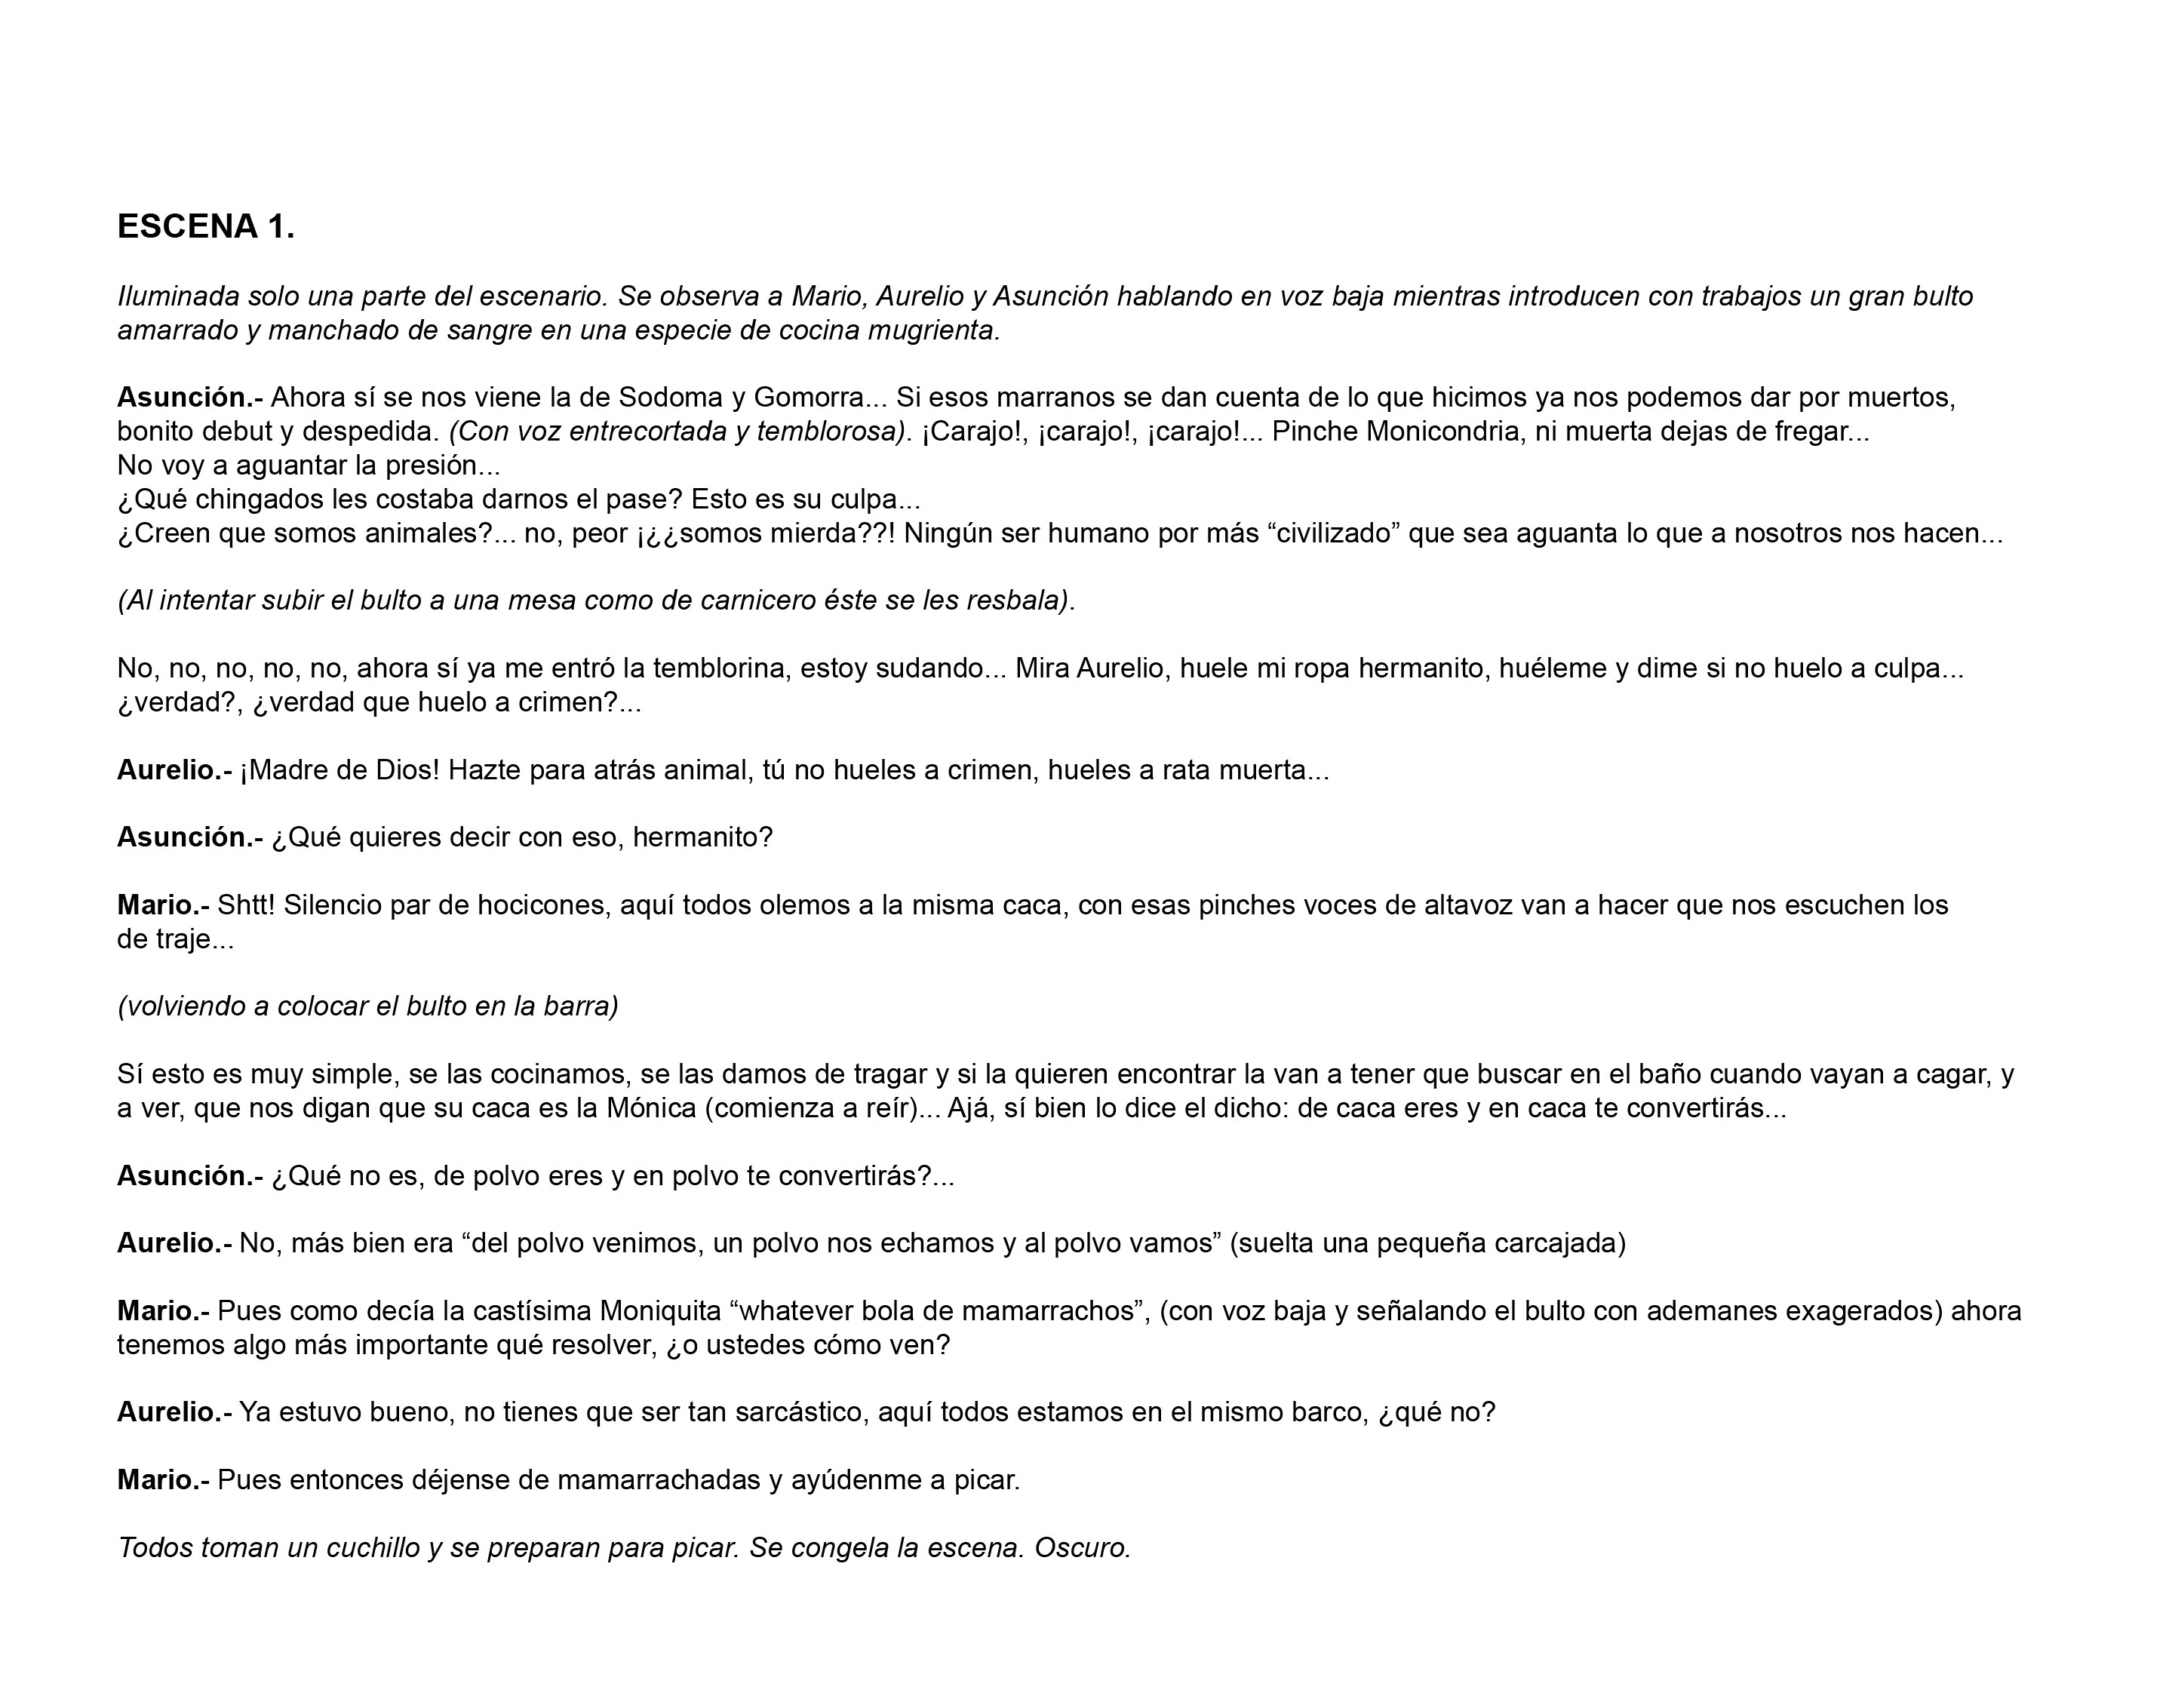 ESCENA 1.
Iluminada solo una parte del escenario. Se observa a Mario, Aurelio y Asunción hablando en voz baja mientras introducen con trabajos un gran bulto
amarrado y manchado de sangre en una especie de cocina mugrienta.
Asunción.- Ahora sí se nos viene la de Sodoma y Gomorra... Si esos marranos se dan cuenta de lo que hicimos ya nos podemos dar por muertos,
bonito debut y despedida. (Con voz entrecortada y temblorosa). ¡Carajo!, ¡carajo!, ¡carajo!... Pinche Monicondria, ni muerta dejas de fregar...
No voy a aguantar la presión...
¿Qué chingados les costaba darnos el pase? Esto es su culpa...
¿Creen que somos animales?... no, peor ¡¿¿somos mierda??! Ningún ser humano por más “civilizado” que sea aguanta lo que a nosotros nos hacen...
(Al intentar subir el bulto a una mesa como de carnicero éste se les resbala).
No, no, no, no, no, ahora sí ya me entró la temblorina, estoy sudando... Mira Aurelio, huele mi ropa hermanito, huéleme y dime si no huelo a culpa...
¿verdad?, ¿verdad que huelo a crimen?...
Aurelio.- ¡Madre de Dios! Hazte para atrás animal, tú no hueles a crimen, hueles a rata muerta...
Asunción.- ¿Qué quieres decir con eso, hermanito?
Mario.- Shtt! Silencio par de hocicones, aquí todos olemos a la misma caca, con esas pinches voces de altavoz van a hacer que nos escuchen los
de traje...
(volviendo a colocar el bulto en la barra)
Sí esto es muy simple, se las cocinamos, se las damos de tragar y si la quieren encontrar la van a tener que buscar en el baño cuando vayan a cagar, y
a ver, que nos digan que su caca es la Mónica (comienza a reír)... Ajá, sí bien lo dice el dicho: de caca eres y en caca te convertirás...
Asunción.- ¿Qué no es, de polvo eres y en polvo te convertirás?...
Aurelio.- No, más bien era “del polvo venimos, un polvo nos echamos y al polvo vamos” (suelta una pequeña carcajada)
Mario.- Pues como decía la castísima Moniquita “whatever bola de mamarrachos”, (con voz baja y señalando el bulto con ademanes exagerados) ahora
tenemos algo más importante qué resolver, ¿o ustedes cómo ven?
Aurelio.- Ya estuvo bueno, no tienes que ser tan sarcástico, aquí todos estamos en el mismo barco, ¿qué no?
Mario.- Pues entonces déjense de mamarrachadas y ayúdenme a picar.
Todos toman un cuchillo y se preparan para picar. Se congela la escena. Oscuro.